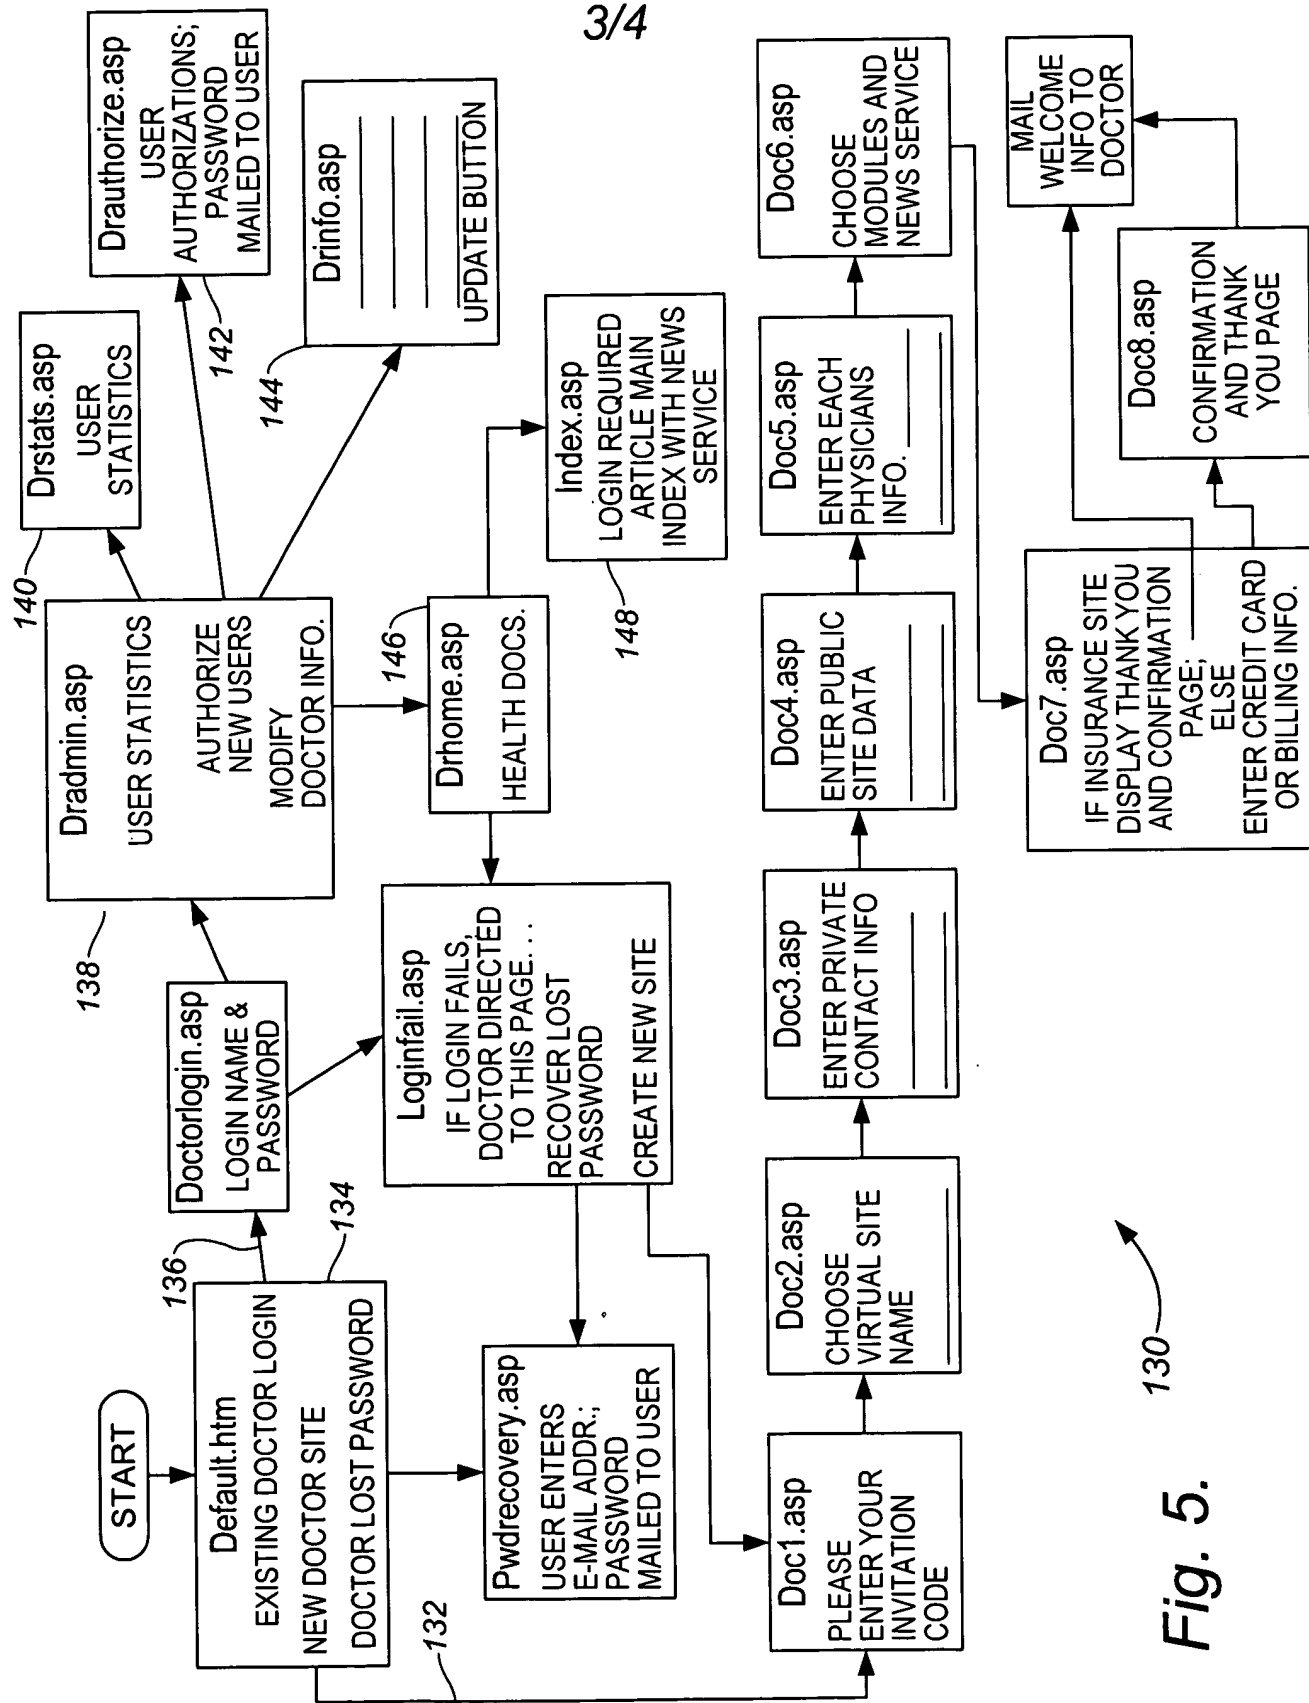 3/4
START
Default.htm
EXISTING DOCTOR LOGIN
NEW DOCTOR SITE
DOCTOR LOST PASSWORD
132
134
136
Doctorlogin.asp
LOGIN NAME &
PASSWORD
138
Dradmin.asp
USER STATISTICS
AUTHORIZE
NEW USERS
MODIFY
DOCTOR INFO.
140
Drstats.asp
USER
STATISTICS
142
Drauthorize.asp
USER
AUTHORIZATIONS;
PASSWORD
MAILED TO USER
144
Drinfo.asp
UPDATE BUTTON
146
Drhome.asp
HEALTH DOCS.
148
Index.asp
LOGIN REQUIRED
ARTICLE MAIN
INDEX WITH NEWS
SERVICE
Loginfail.asp
IF LOGIN FAILS,
DOCTOR DIRECTED
TO THIS PAGE...
RECOVER LOST
PASSWORD
CREATE NEW SITE
Pwdrecovery.asp
USER ENTERS
E-MAIL ADDR.;
PASSWORD
MAILED TO USER
Doc1.asp
PLEASE
ENTER YOUR
INVITATION
CODE
Doc2.asp
CHOOSE
VIRTUAL SITE
NAME
Doc3.asp
ENTER PRIVATE
CONTACT INFO
Doc4.asp
ENTER PUBLIC
SITE DATA
Doc5.asp
ENTER EACH
PHYSICIANS
INFO.
Doc6.asp
CHOOSE
MODULES AND
NEWS SERVICE
Doc7.asp
IF INSURANCE SITE
DISPLAY THANK YOU
AND CONFIRMATION
PAGE;
ELSE
ENTER CREDIT CARD
OR BILLING INFO.
Doc8.asp
CONFIRMATION
AND THANK
YOU PAGE
MAIL
WELCOME
INFO TO
DOCTOR
130
Fig. 5.